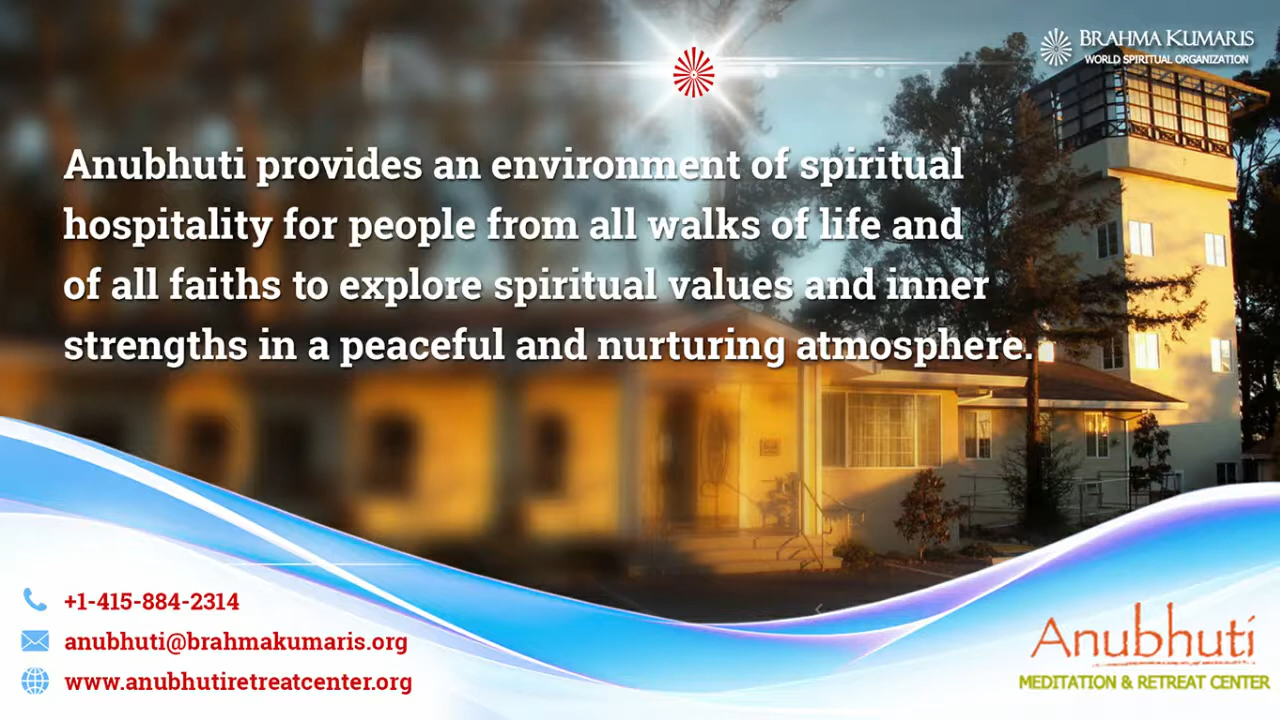 BRAHMA KUMARIS
WORLD SPIRITUAL ORGANIZATION
Anubhuti provides an environment of spiritual
hospitality for people from all walks of life and
of all faiths to explore spiritual values and inner
strengths in a peaceful and nurturing atmosphere.
+1-415-884-2314
anubhuti@brahmakumaris.org
www.anubhutiretreatcenter.org
Anubhuti
MEDITATION & RETREAT CENTER